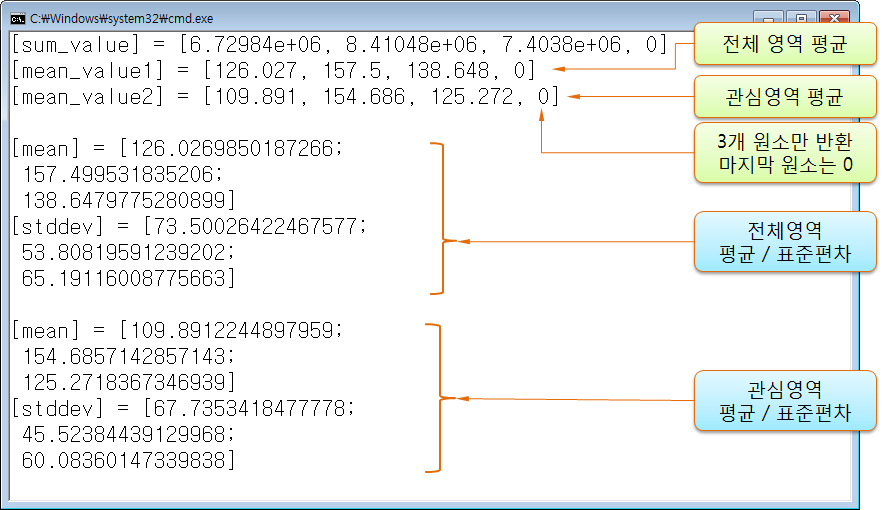 C:\Windows\system32\cmd.exe
[sum_value] = [6.72984e+06, 8.41048e+06, 7.4038e+06, 0]
전체 영역 평균
[mean_value1] = [126.027, 157.5, 138.648, 0]
[mean_value2] = [109.891, 154.686, 125.272, 0]
관심영역 평균
3개 원소만 반환
마지막 원소는 0
[mean] = [126.0269850187266;
157.499531835206;
138.6479775280899]
[stddev] = [73.50026422467577;
53.80819591239202;
65.19116008775663]
전체영역
평균 / 표준편차
[mean] = [109.8912244897959;
154.6857142857143;
125.2718367346939]
[stddev] = [67.7353418477778;
45.52384439129968;
60.08360147339838]
관심영역
평균 / 표준편차